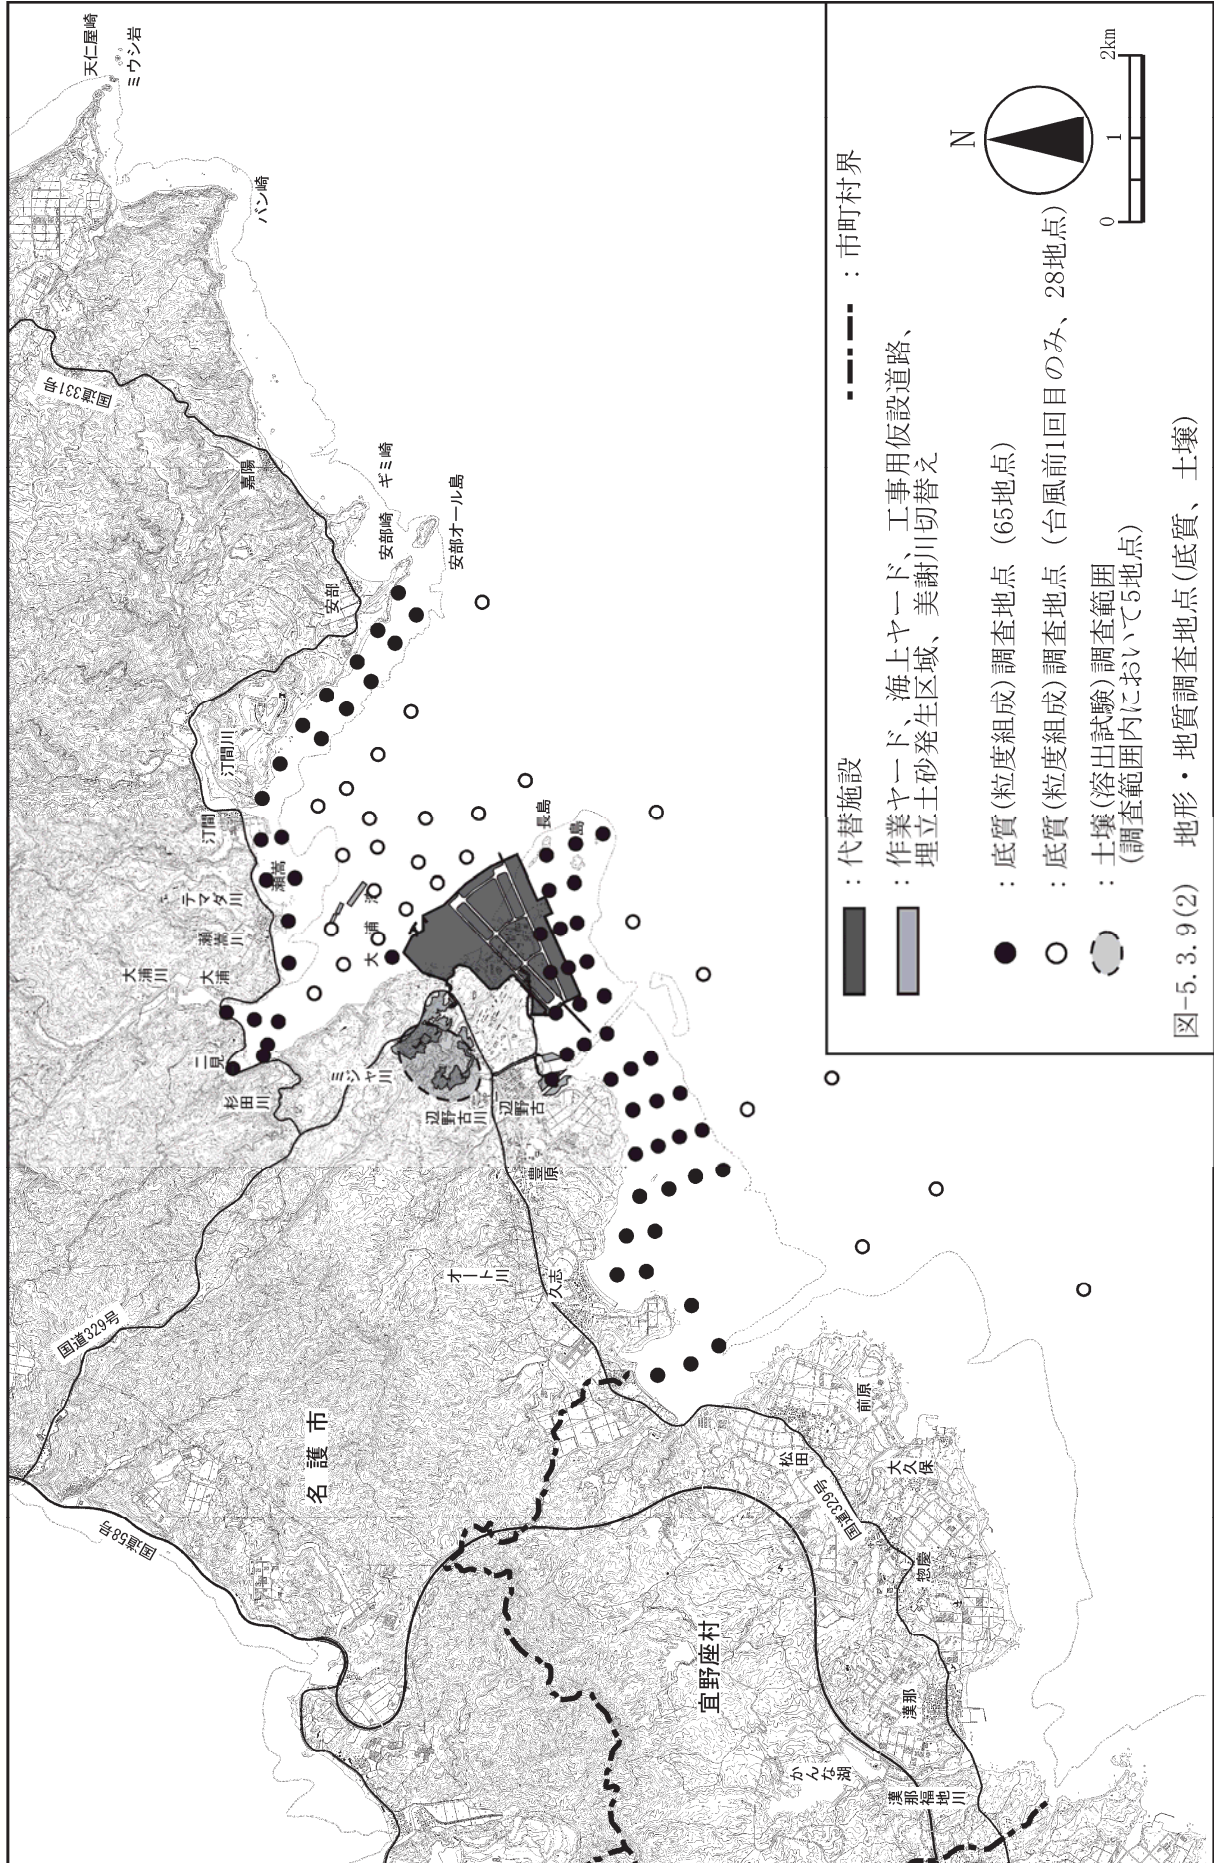 天仁屋崎
ミウシ岩
バン崎
国道331号
嘉陽
ギミ崎
安部崎
安部オール島
安部
汀間川
汀間
テマダ川
瀬嵩
瀬嵩川
大浦川
大浦
大浦湾
二見
杉田川
ミジャ川
辺野古川
辺野古
長島
島
豊原
オート川
久志
国道329号
名護市
国道58号
松田
前原
大久保
国道329号
惣慶
宜野座村
漢那
かんな湖
漢那福地川
：代替施設
：市町村界
：作業ヤード、海上ヤード、工事用仮設道路、
埋立土砂発生区域、美謝川切替え
：底質(粒度組成)調査地点 (65地点)
：底質(粒度組成)調査地点 (台風前1回目のみ、28地点)
：土壌(溶出試験)調査範囲
(調査範囲内において5地点)
N
0 1 2km
図-5.3.9(2) 地形・地質調査地点(底質、土壌)